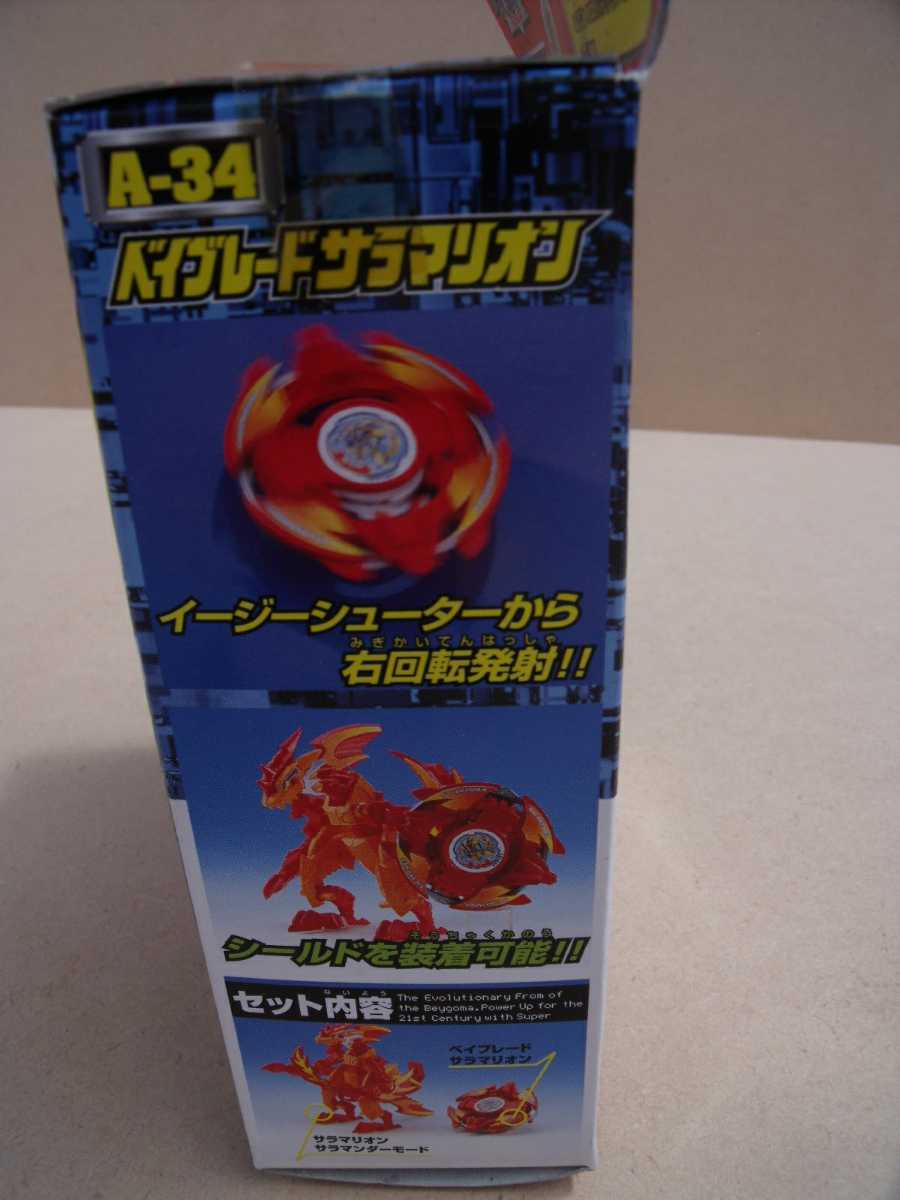 A-34
ベイブレードサラマリオン
イージーシューターから
みぎかいてんはっしゃ
右回転発射!!
そうちゃくかのう
シールドを装着可能!!
ないよう
セット内容
The Evolutionary From of
the Beygoma.Power Up for the
21st Century with Super
ベイブレード
サラマリオン
サラマリオン
サラマンダーモード